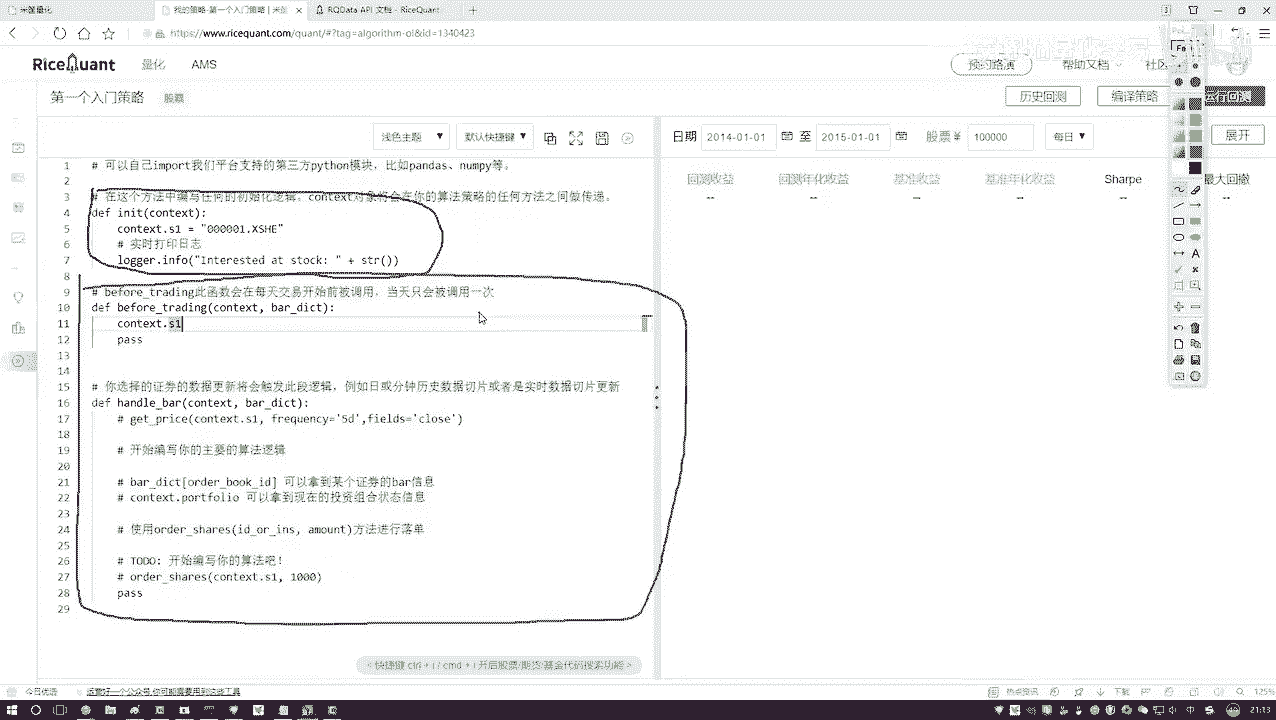 米筐量化
我的策略-第一个入门策略 | 米筐
RQData API 文档 - RiceQuant
https://www.ricequant.com/quant/#?tag=algorithm-ol&id=1340
RiceQuant
量化
AMS
预约路演
帮助文档
社区
第一个入门策略
股票
历史回测
编译策略
浅色主题
默认快捷键
日期
2014-01-01
至
2015-01-01
股票 ¥
100000
每日
展开
回测收益
回测年化收益
基准收益
基准年化收益
Sharpe
最大回撤
1 # 可以自己import我们平台支持的第三方python模块，比如pandas、numpy等。
2
3 # 在这个方法中编写任何的初始化逻辑。context对象将会在你的算法策略的任何方法之间做传递。
4 def init(context):
5 context.s1 = "000001.XSHE"
6 # 实时打印日志
7 logger.info("Interested at stock: " + str())
8
9 # before_trading此函数会在每天交易开始前被调用，当天只会被调用一次
10 def before_trading(context, bar_dict):
11 context.s1
12 pass
13
14
15 # 你选择的证券的数据更新将会触发此段逻辑，例如日或分钟历史数据切片或者是实时数据切片更新
16 def handle_bar(context, bar_dict):
17 # get_price(context.s1, frequency='5d',fields='close')
18
19 # 开始编写你的主要的算法逻辑
20
21 # bar_dict[order_book_id] 可以拿到某个证券的bar信息
22 # context.portfolio 可以拿到现在的投资组合状态信息
23
24 使用order_shares(id_or_ins, amount)方法进行落单
25
26 # TODO: 开始编写你的算法吧!
27 # order_shares(context.s1, 1000)
28 pass
29
快捷键 ctrl + i / cmd + i 开启股票/期货/基金代码搜索功能
今日优选
热点资讯
下载
125%
21:13